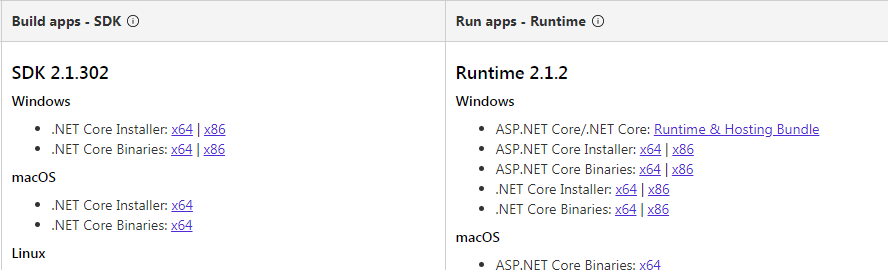 Build apps - SDK
SDK 2.1.302
Windows
.NET Core Installer: x64 | x86
.NET Core Binaries: x64 | x86
macOS
.NET Core Installer: x64
.NET Core Binaries: x64
Linux
Run apps - Runtime
Runtime 2.1.2
Windows
ASP.NET Core/.NET Core: Runtime & Hosting Bundle
ASP.NET Core Installer: x64 | x86
ASP.NET Core Binaries: x64 | x86
.NET Core Installer: x64 | x86
.NET Core Binaries: x64 | x86
macOS
ASP.NET Core Binaries: x64